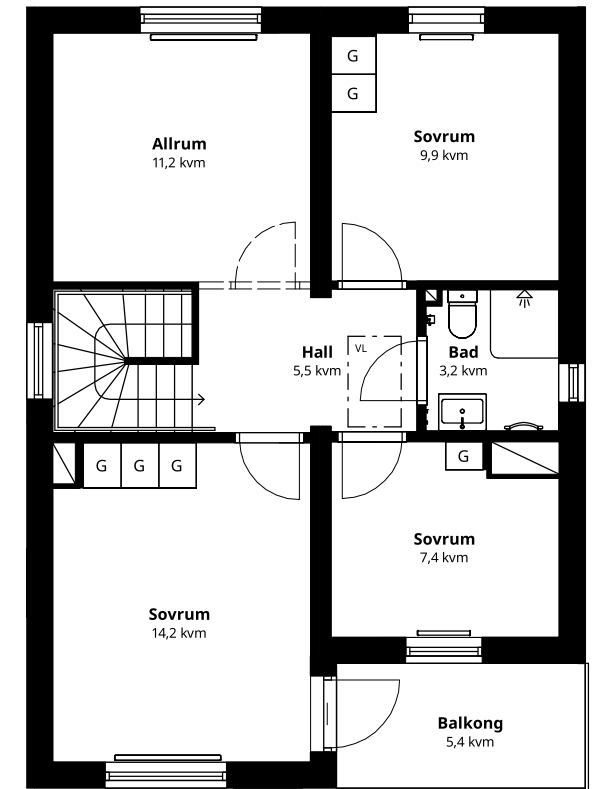 G
G
Allrum
11,2 kvm
Sovrum
9,9 kvm
Hall
5,5 kvm
VL
Bad
3,2 kvm
G
G
G
G
Sovrum
7,4 kvm
Sovrum
14,2 kvm
Balkong
5,4 kvm